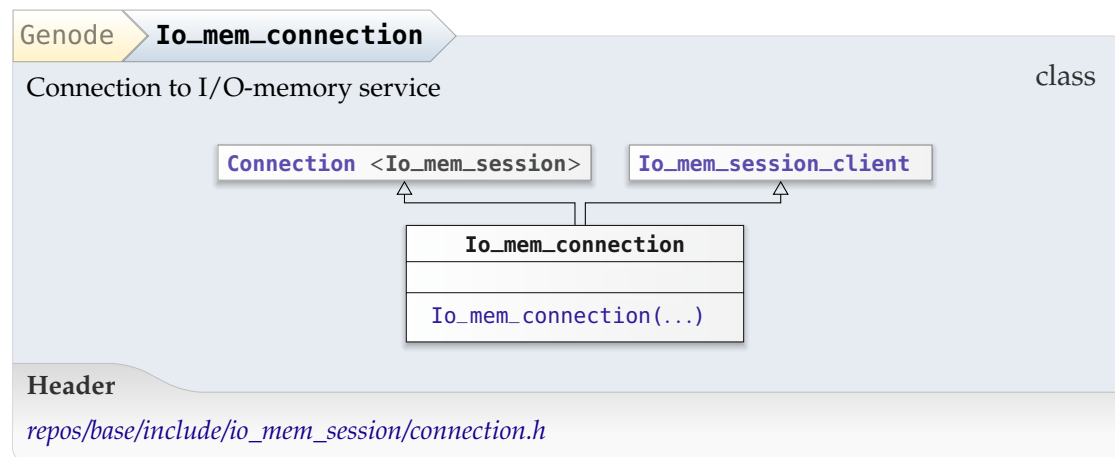 Genode Io_mem_connection
Connection to I/O-memory service
class
Connection <Io_mem_session>
Io_mem_session_client
Io_mem_connection
Io_mem_connection(...)
Header
repos/base/include/io_mem_session/connection.h